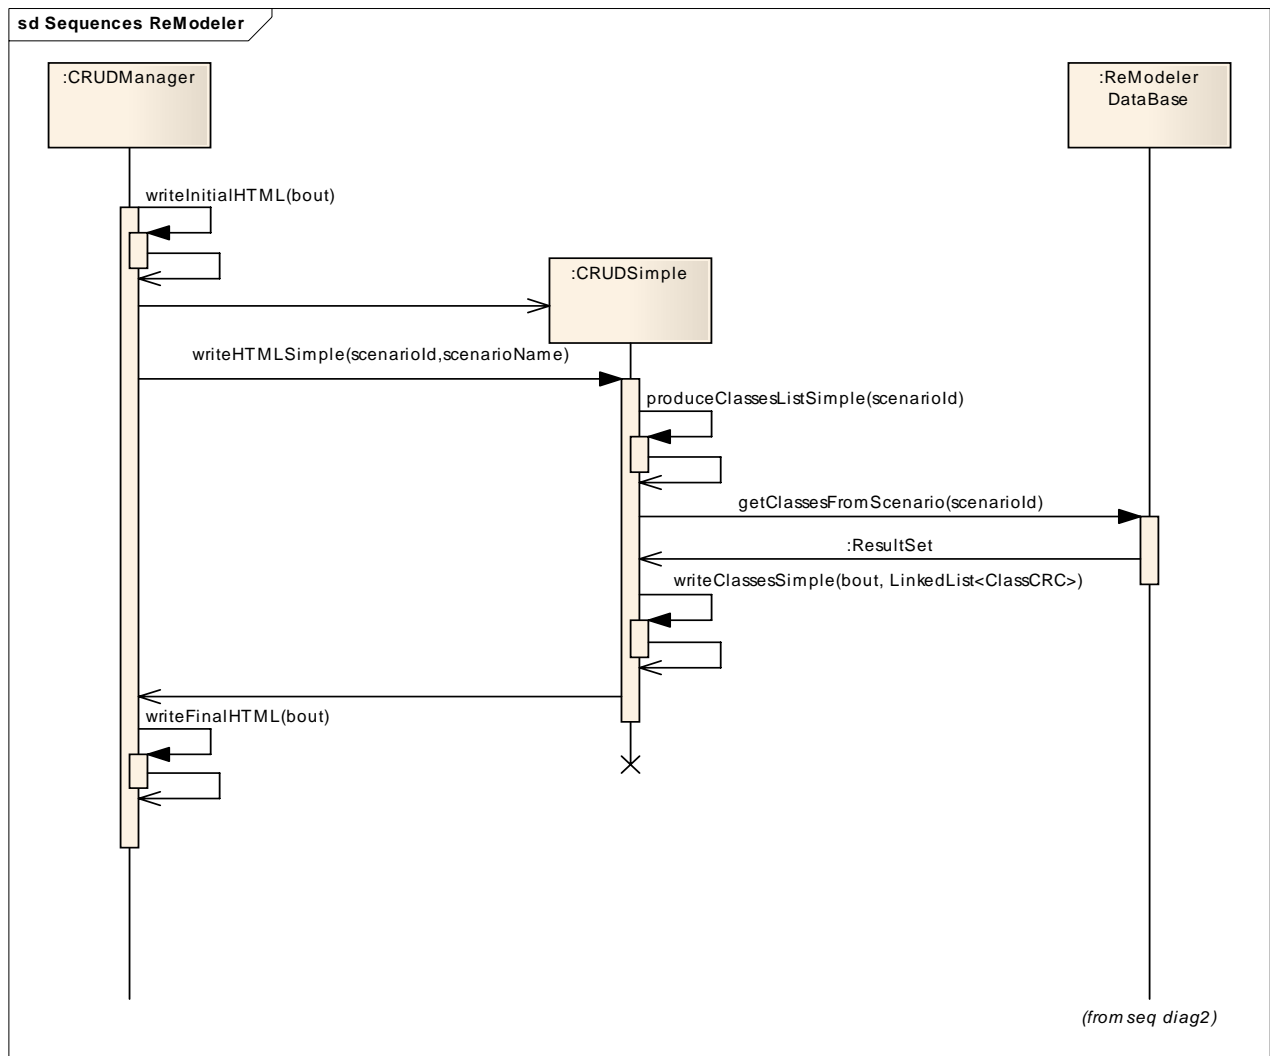 sd Sequences ReModeler
:CRUDManager
:ReModeler
DataBase
writeInitialHTML(bout)
:CRUDSimple
writeHTMLSimple(scenarioId,scenarioName)
produceClassesListSimple(scenarioId)
getClassesFromScenario(scenarioId)
:ResultSet
writeClassesSimple(bout, LinkedList<ClassCRC>)
writeFinalHTML(bout)
(from seq diag2)